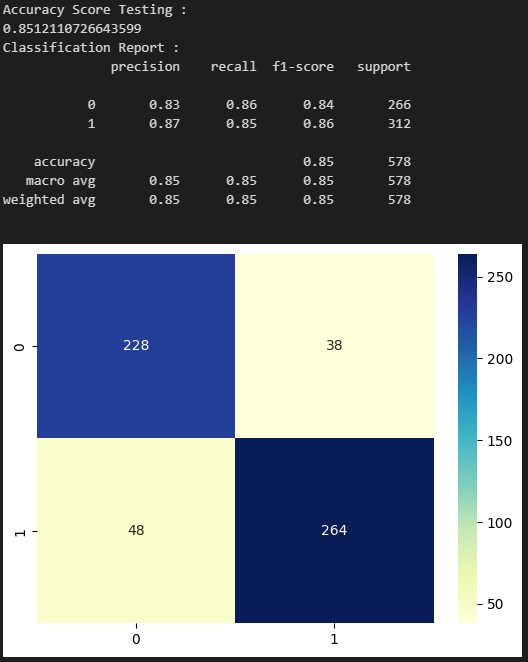 Accuracy Score Testing :
0.8512110726643599
Classification Report :
precision recall f1-score support
0 0.83 0.86 0.84 266
1 0.87 0.85 0.86 312
accuracy 0.85 578
macro avg 0.85 0.85 0.85 578
weighted avg 0.85 0.85 0.85 578
250
0 228 38
200
150
1 48 264
100
50
0 1